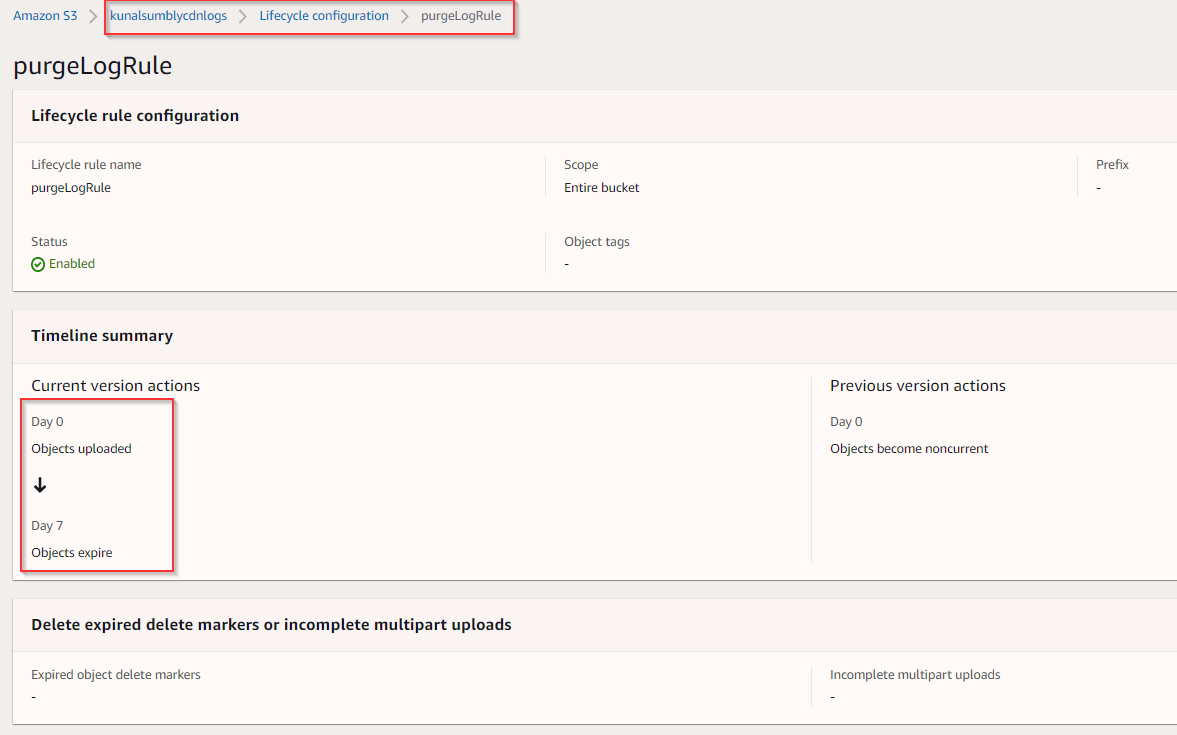 Amazon S3 > kunalsumblycdnlogs > Lifecycle configuration > purgeLogRule
purgeLogRule
Lifecycle rule configuration
Lifecycle rule name
purgeLogRule
Scope
Entire bucket
Prefix
-
Status
Enabled
Object tags
-
Timeline summary
Current version actions
Day 0
Objects uploaded
↓
Day 7
Objects expire
Previous version actions
Day 0
Objects become noncurrent
Delete expired delete markers or incomplete multipart uploads
Expired object delete markers
-
Incomplete multipart uploads
-